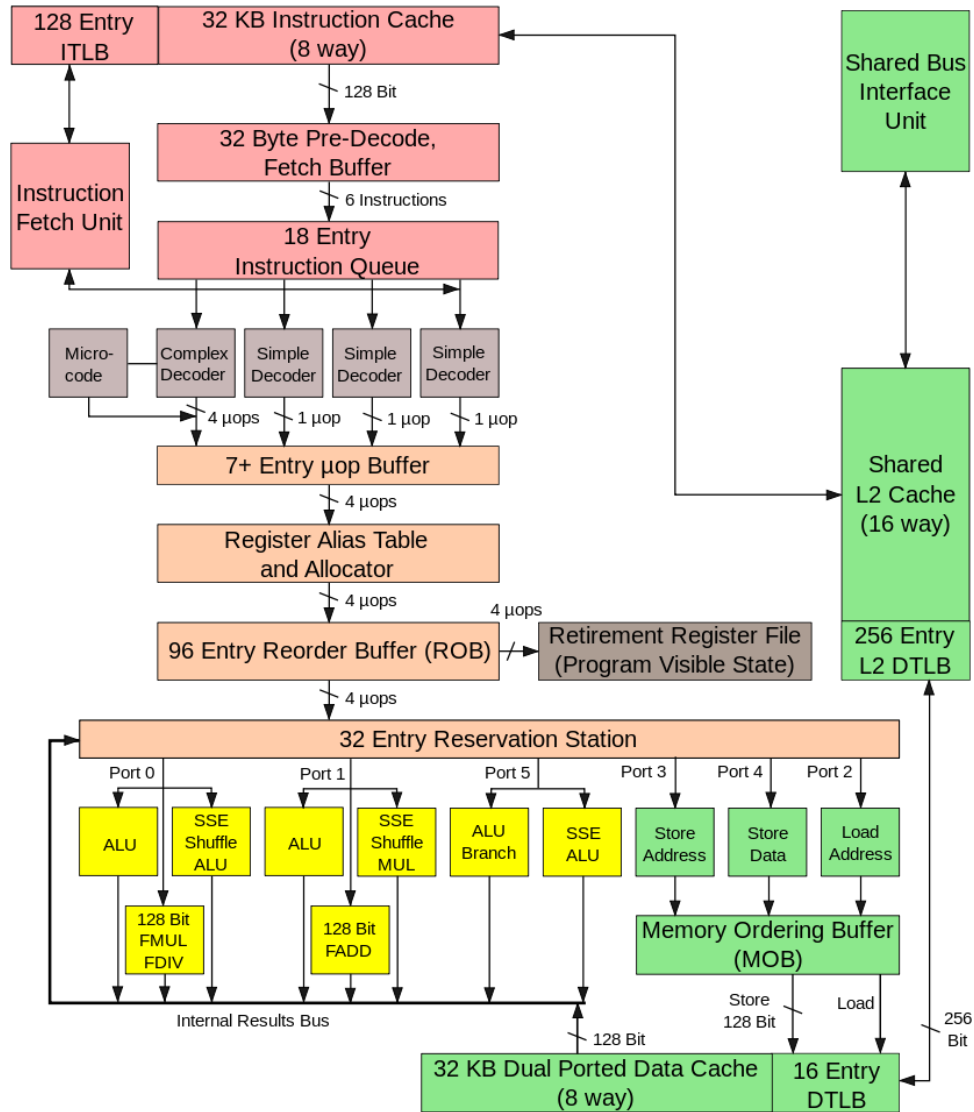 128 Entry
ITLB
32 KB Instruction Cache
(8 way)
Shared Bus
Interface
Unit
128 Bit
32 Byte Pre-Decode,
Fetch Buffer
Instruction
Fetch Unit
6 Instructions
18 Entry
Instruction Queue
Micro-
code
Complex
Decoder
Simple
Decoder
Simple
Decoder
Simple
Decoder
4 µops
1 µop
1 µop
1 µop
7+ Entry µop Buffer
Shared
L2 Cache
(16 way)
4 µops
Register Alias Table
and Allocator
4 µops
4 µops
96 Entry Reorder Buffer (ROB)
Retirement Register File
(Program Visible State)
256 Entry
L2 DTLB
4 µops
32 Entry Reservation Station
Port 0
Port 1
Port 5
Port 3
Port 4
Port 2
ALU
SSE
Shuffle
ALU
ALU
SSE
Shuffle
MUL
ALU
Branch
SSE
ALU
Store
Address
Store
Data
Load
Address
128 Bit
FMUL
FDIV
128 Bit
FADD
Memory Ordering Buffer
(MOB)
Internal Results Bus
Store
128 Bit
Load
256
Bit
128 Bit
32 KB Dual Ported Data Cache
(8 way)
16 Entry
DTLB